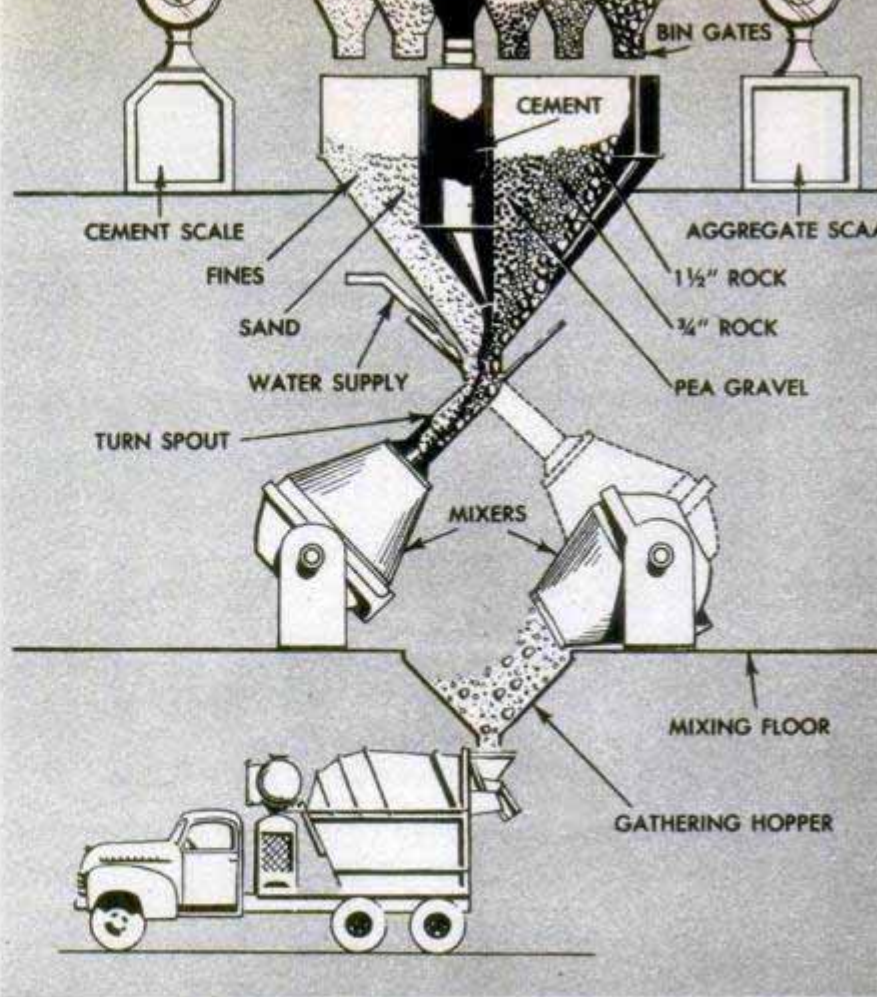 BIN GATES
CEMENT
CEMENT SCALE
AGGREGATE
FINES
1½" ROCK
SAND
¾" ROCK
WATER SUPPLY
PEA GRAVEL
TURN SPOUT
MIXERS
MIXING FLOOR
GATHERING HOPPER